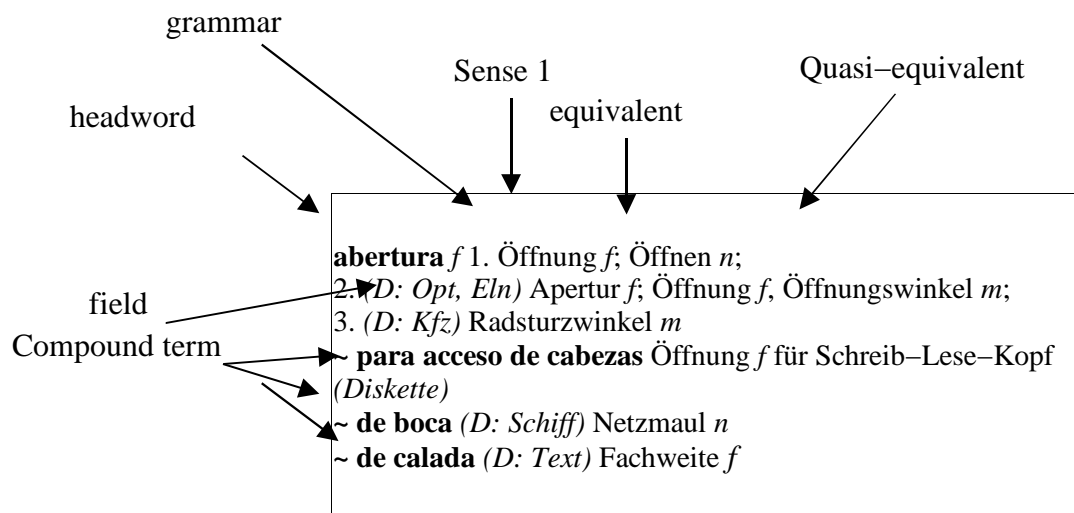 grammar
Sense 1
Quasi−equivalent
headword
equivalent
abertura f 1. Öffnung f; Öffnen n;
2. (D: Opt, Eln) Apertur f; Öffnung f, Öffnungswinkel m;
field
3. (D: Kfz) Radsturzwinkel m
Compound term
~ para acceso de cabezas Öffnung f für Schreib−Lese−Kopf
(Diskette)
~ de boca (D: Schiff) Netzmaul n
~ de calada (D: Text) Fachweite f